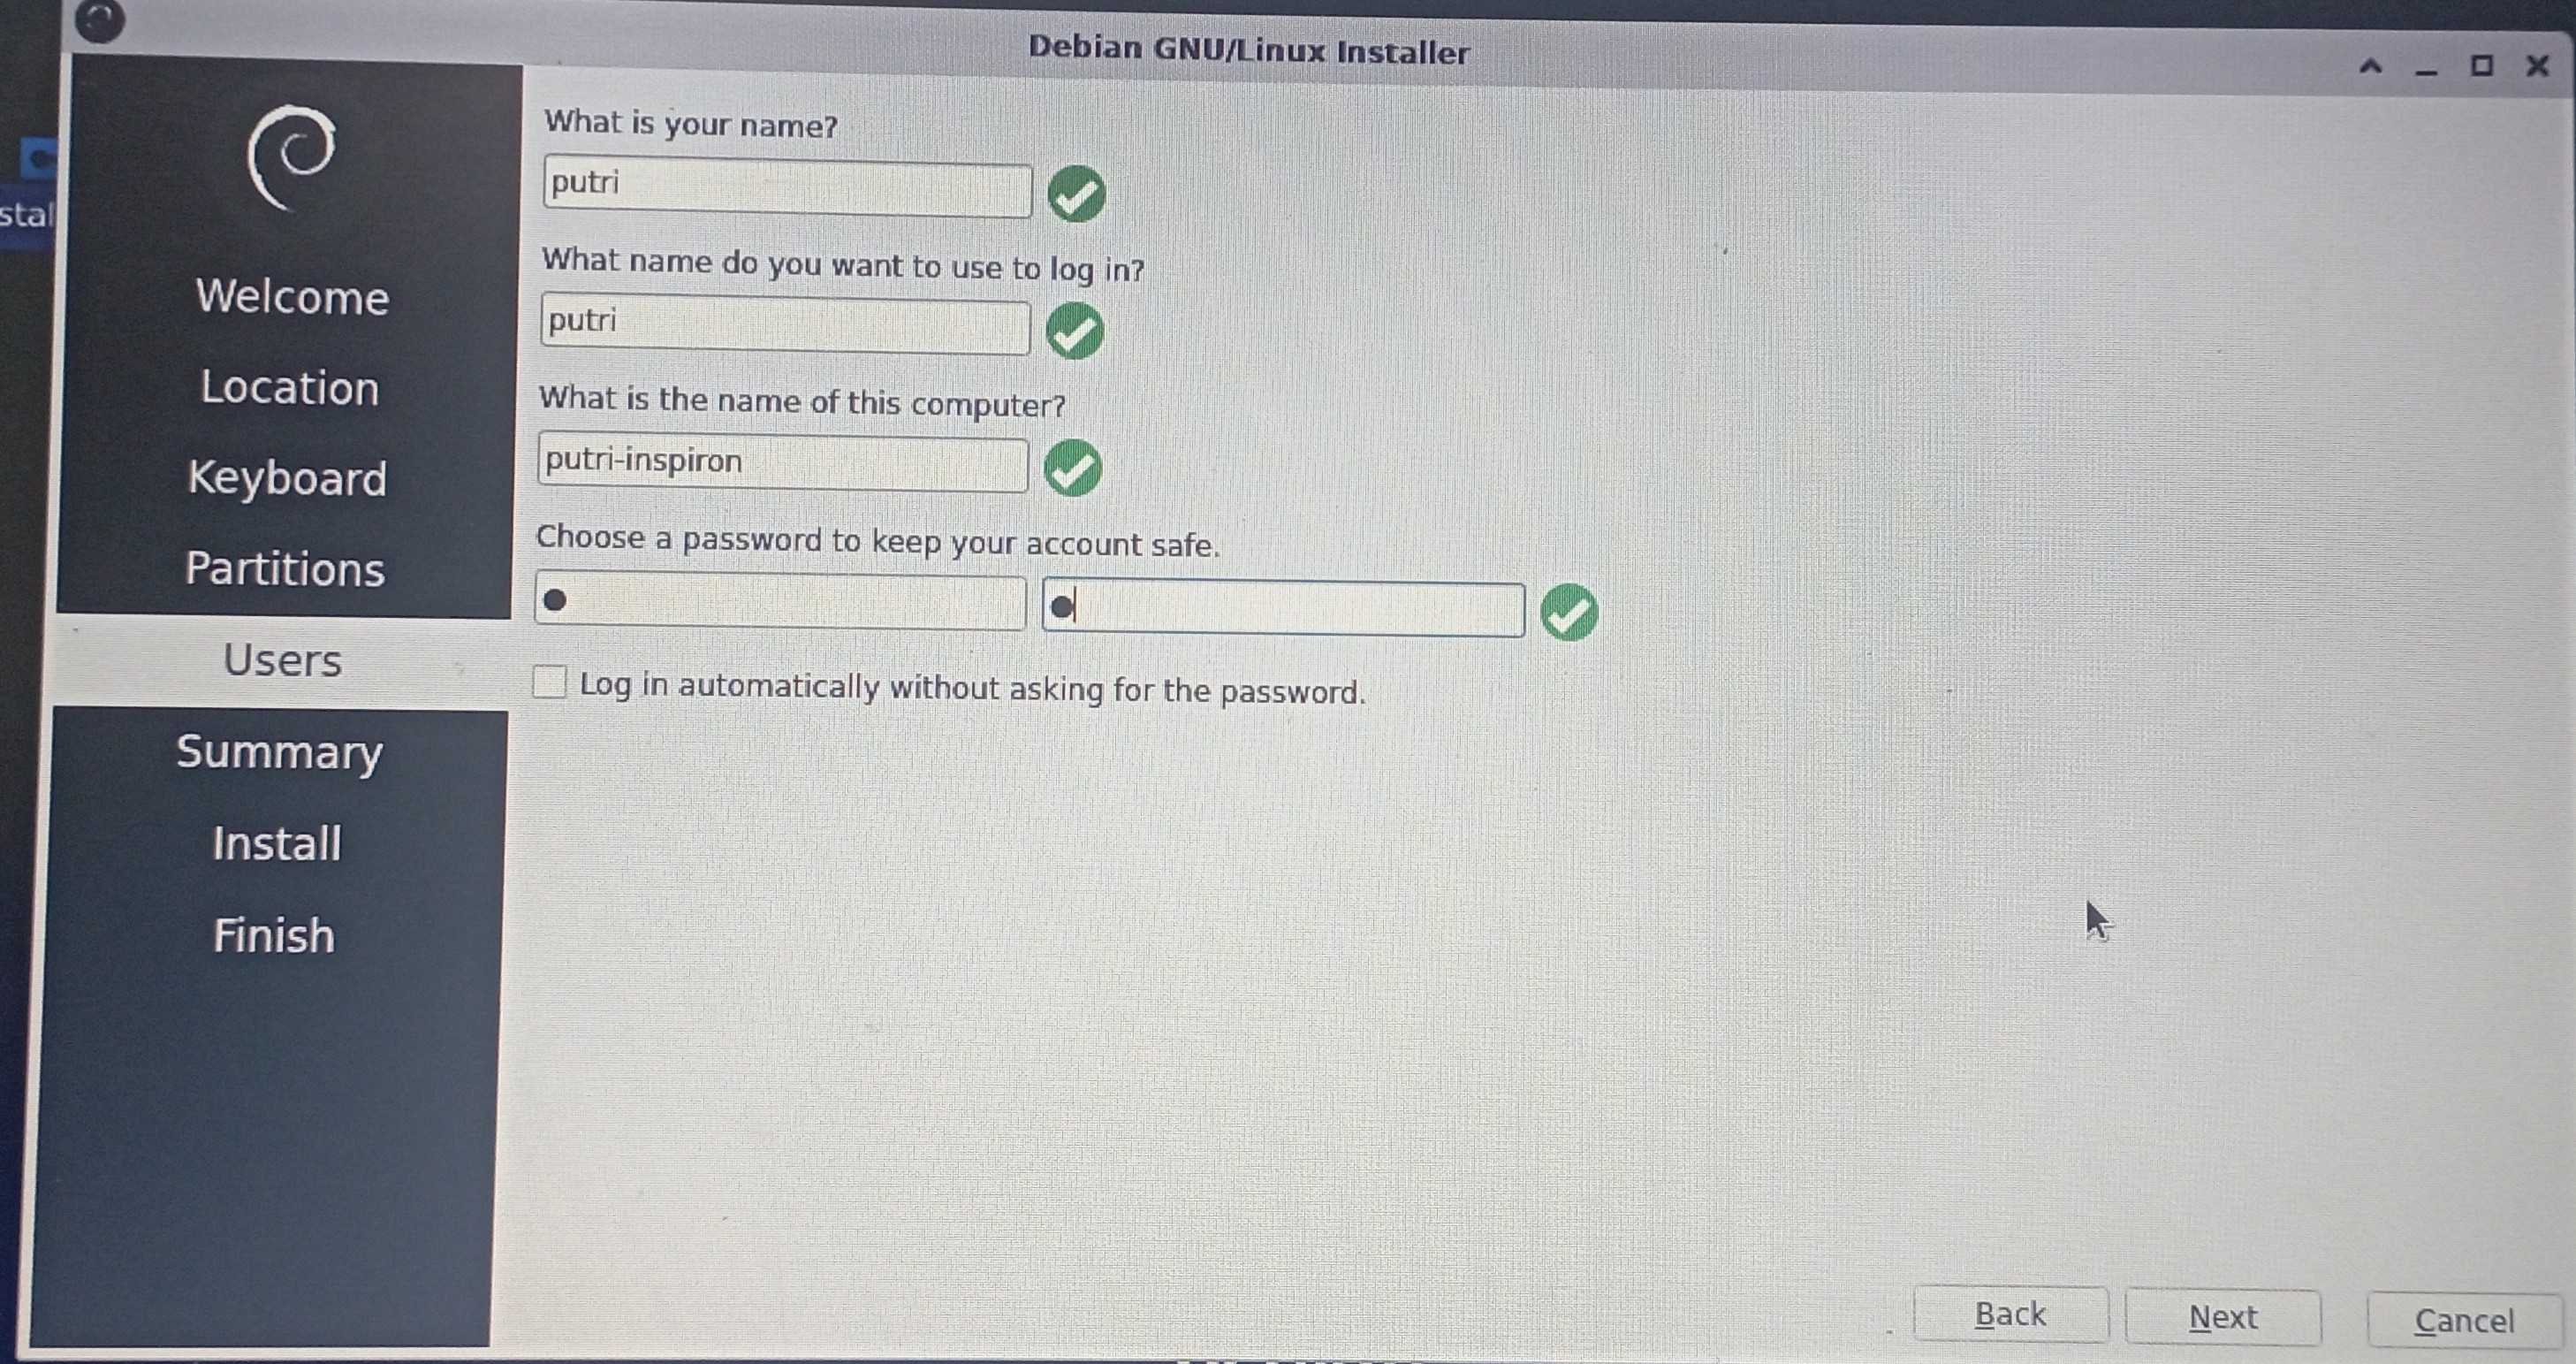 Debian GNU/Linux Installer
stal
Welcome
Location
Keyboard
Partitions
Users
Summary
Install
Finish
What is your name?
putri
What name do you want to use to log in?
putri
What is the name of this computer?
putri-inspiron
Choose a password to keep your account safe.
Log in automatically without asking for the password.
Back
Next
Cancel